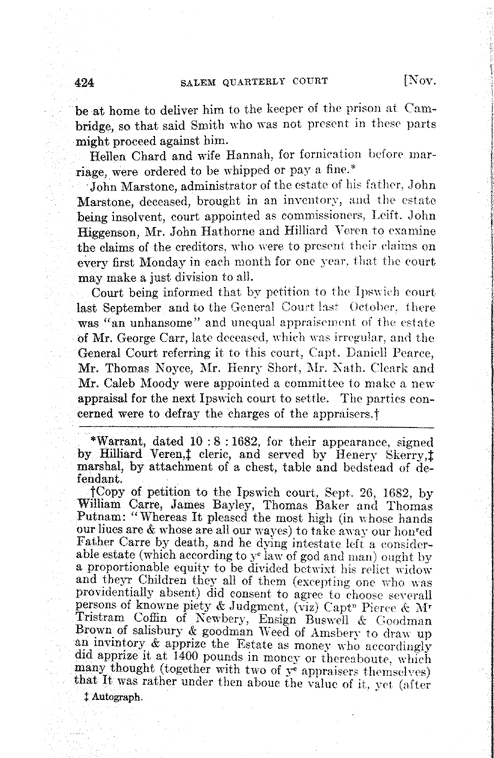 424 SALEM QUARTERLY COURT [Nov.
be at home to deliver him to the keeper of the prison at Cam-
bridge, so that said Smith who was not present in these parts
might proceed against him.
Hellen Chard and wife Hannah, for fornication before mar-
riage, were ordered to be whipped or pay a fine.*
John Marstone, administrator of the estate of his father, John
Marstone, deceased, brought in an inventory, and the estate
being insolvent, court appointed as commissioners, Leift. John
Higgenson, Mr. John Hathorne and Hilliard Veren to examine
the claims of the creditors, who were to present their claims on
every first Monday in each month for one year, that the court
may make a just division to all.
Court being informed that by petition to the Ipswich court
last September and to the General Court last October, there
was "an unhansome" and unequal appraisement of the estate
of Mr. George Carr, late deceased, which was irregular, and the
General Court referring it to this court, Capt. Daniell Pearce,
Mr. Thomas Noyce, Mr. Henry Short, Mr. Nath. Cleark and
Mr. Caleb Moody were appointed a committee to make a new
appraisal for the next Ipswich court to settle. The parties con-
cerned were to defray the charges of the appraisers.†
*Warrant, dated 10 : 8 : 1682, for their appearance, signed
by Hilliard Veren,‡ cleric, and served by Henery Skerry,‡
marshal, by attachment of a chest, table and bedstead of de-
fendant.
†Copy of petition to the Ipswich court, Sept. 26, 1682, by
William Carre, James Bayley, Thomas Baker and Thomas
Putnam: "Whereas It pleased the most high (in whose hands
our liues are & whose are all our wayes) to take away our honʳed
Father Carre by death, and he dying intestate left a consider-
able estate (which according to yᵉ law of god and man) ought by
a proportionable equity to be divided betwixt his relict widow
and theyr Children they all of them (excepting one who was
providentially absent) did consent to agree to choose severall
persons of knowne piety & Judgment, (viz) Captⁿ Pierce & Mʳ
Tristram Coffin of Newbery, Ensign Buswell & Goodman
Brown of salisbury & goodman Weed of Amsbery to draw up
an invintory & apprize the Estate as money who accordingly
did apprize it at 1400 pounds in money or thereaboute, which
many thought (together with two of yᵉ appraisers themselves)
that It was rather under then aboue the value of it, yet (after
‡ Autograph.